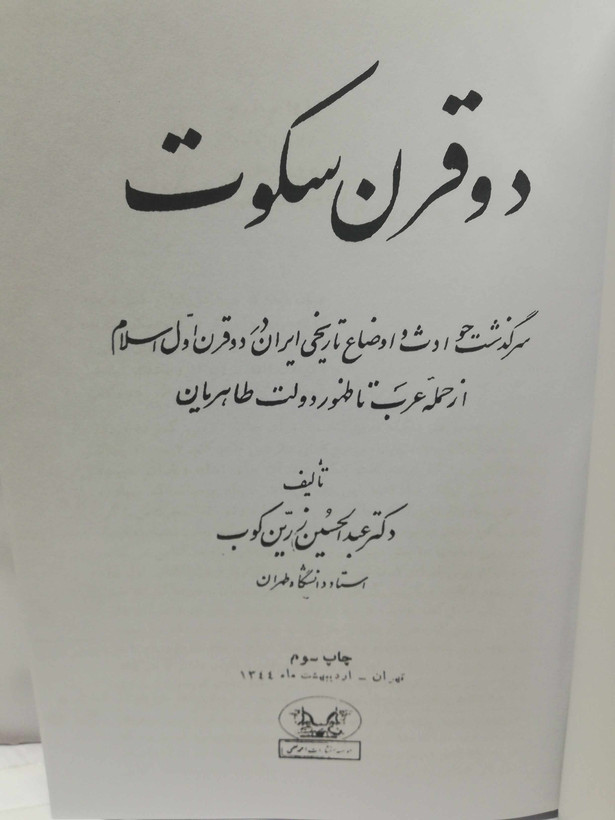 دو قرن سکوت
سرگذشت حوادث و اوضاع تاریخی ایران در دو قرن اول اسلام
از حملهٔ عرب تا ظهور دولت طاهریان
تألیف
دکتر عبدالحسین زرین کوب
استاد دانشگاه طهران
چاپ سوم
تهران - اردیبهشت ماه ۱۳۴۴